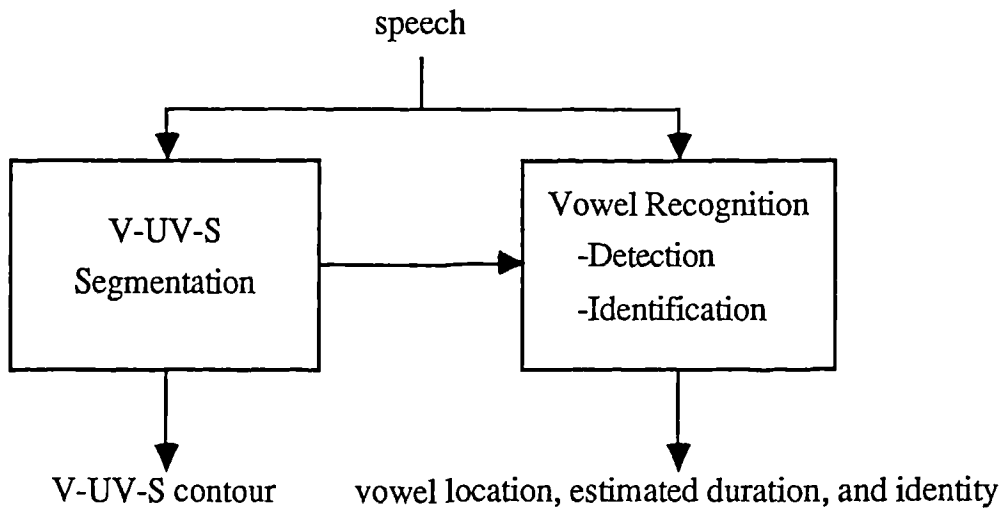 speech
V-UV-S
Segmentation
Vowel Recognition
-Detection
-Identification
V-UV-S contour
vowel location, estimated duration, and identity